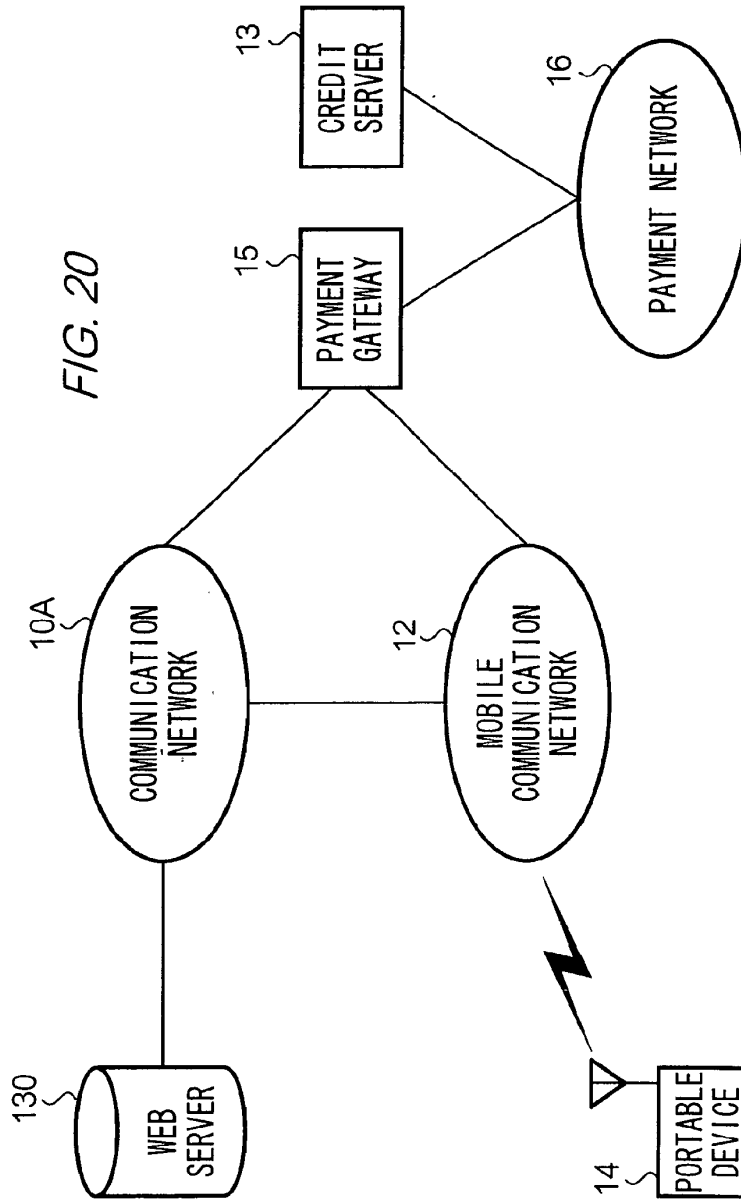 FIG. 20
130
WEB
SERVER
10A
COMMUNICATION
NETWORK
15
PAYMENT
GATEWAY
13
CREDIT
SERVER
14
PORTABLE
DEVICE
12
MOBILE
COMMUNICATION
NETWORK
16
PAYMENT NETWORK